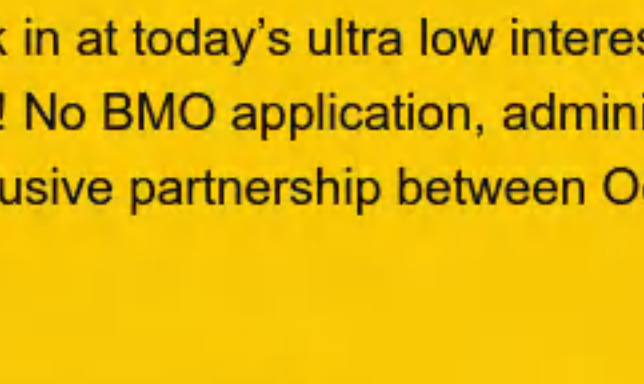 k in at today's ultra low interes
! No BMO application, admini
usive partnership between O